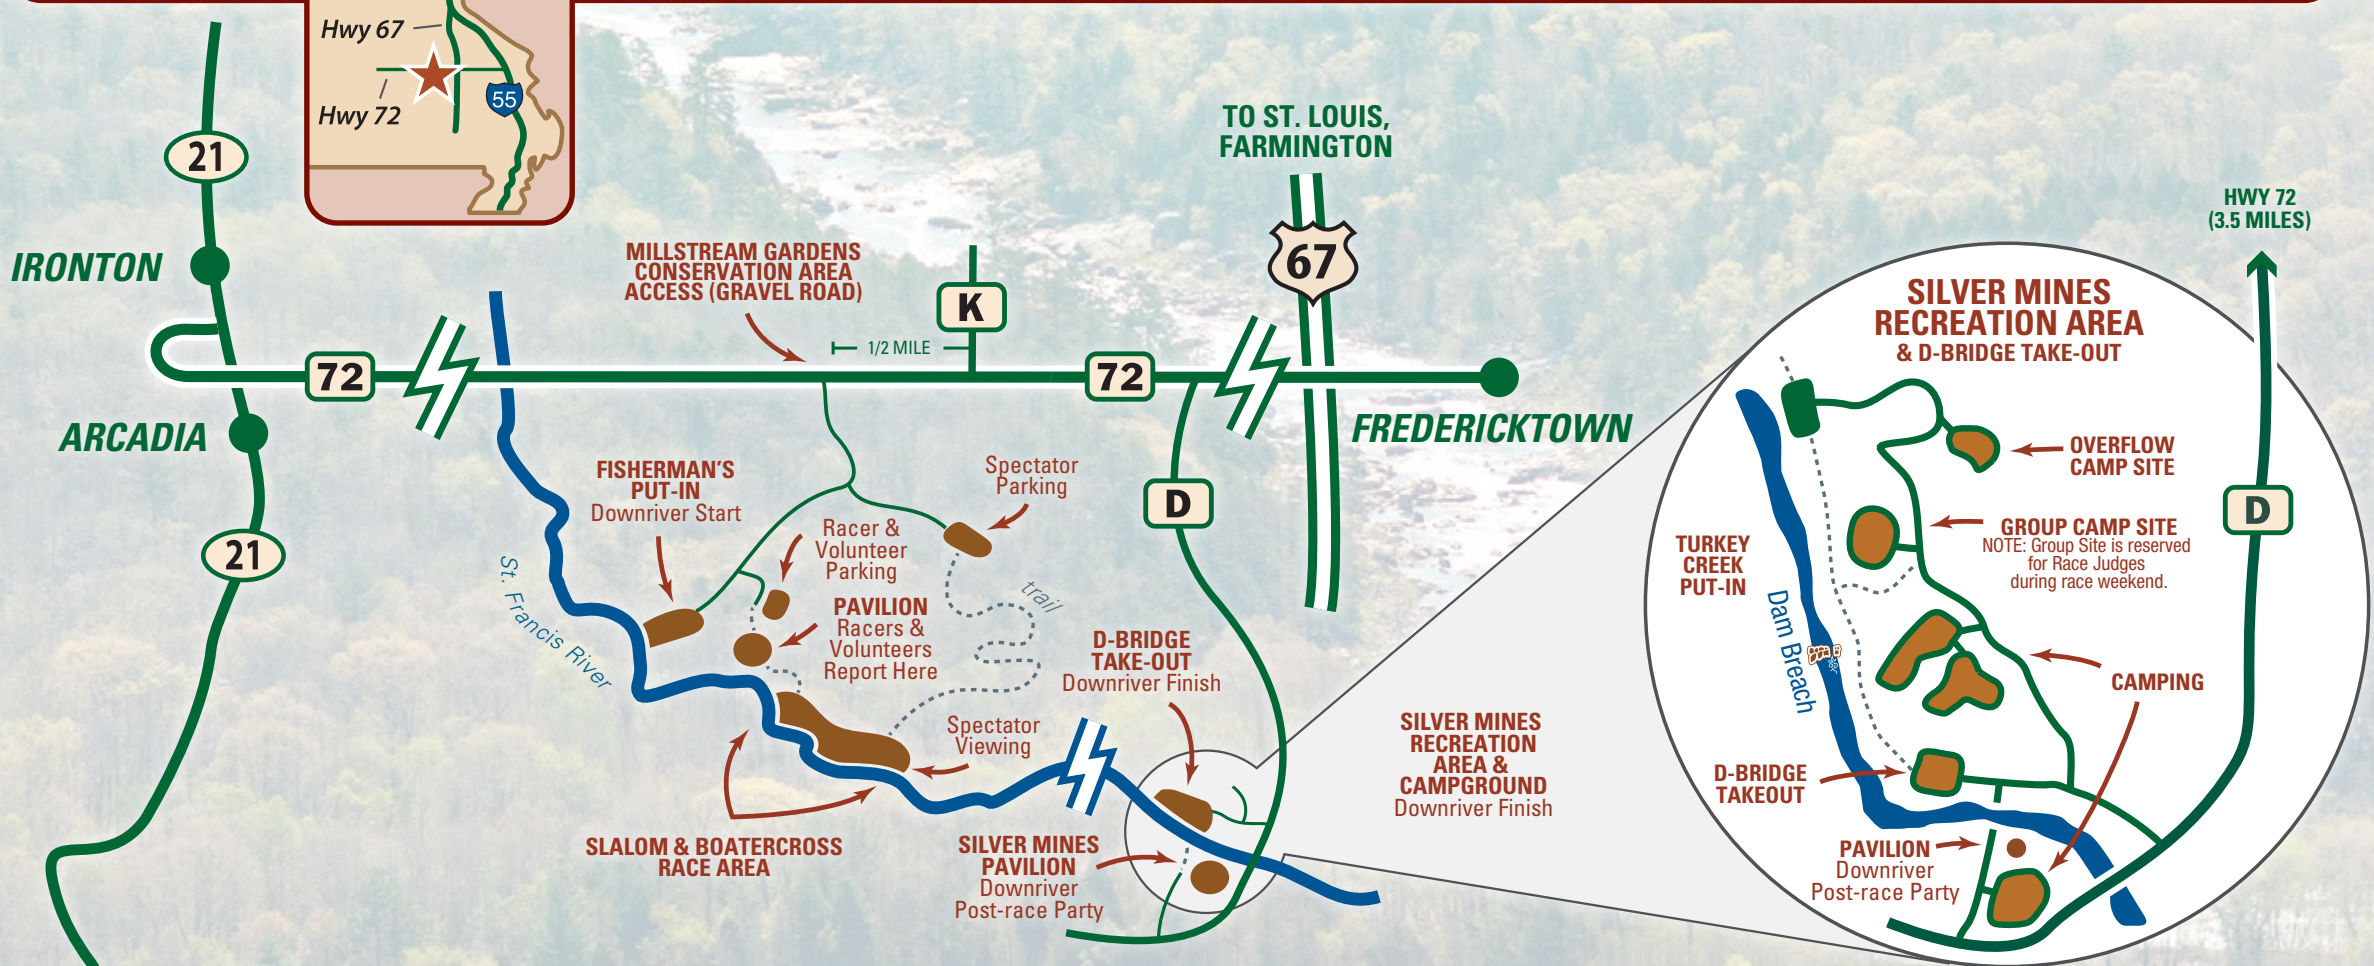 Hwy 67
Hwy 72
55
21
IRONTON
ARCADIA
21
72
MILLSTREAM GARDENS
CONSERVATION AREA
ACCESS (GRAVEL ROAD)
1/2 MILE
K
72
TO ST. LOUIS,
FARMINGTON
67
FREDERICKTOWN
D
FISHERMAN'S
PUT-IN
Downriver Start
Spectator
Parking
Racer &
Volunteer
Parking
PAVILION
Racers &
Volunteers
Report Here
trail
St. Francis River
D-BRIDGE
TAKE-OUT
Downriver Finish
Spectator
Viewing
SLALOM & BOATERCROSS
RACE AREA
SILVER MINES
PAVILION
Downriver
Post-race Party
SILVER MINES
RECREATION
AREA &
CAMPGROUND
Downriver Finish
HWY 72
(3.5 MILES)
SILVER MINES
RECREATION AREA
& D-BRIDGE TAKE-OUT
OVERFLOW
CAMP SITE
D
GROUP CAMP SITE
NOTE: Group Site is reserved
for Race Judges
during race weekend.
TURKEY
CREEK
PUT-IN
Dam Breach
CAMPING
D-BRIDGE
TAKEOUT
PAVILION
Downriver
Post-race Party